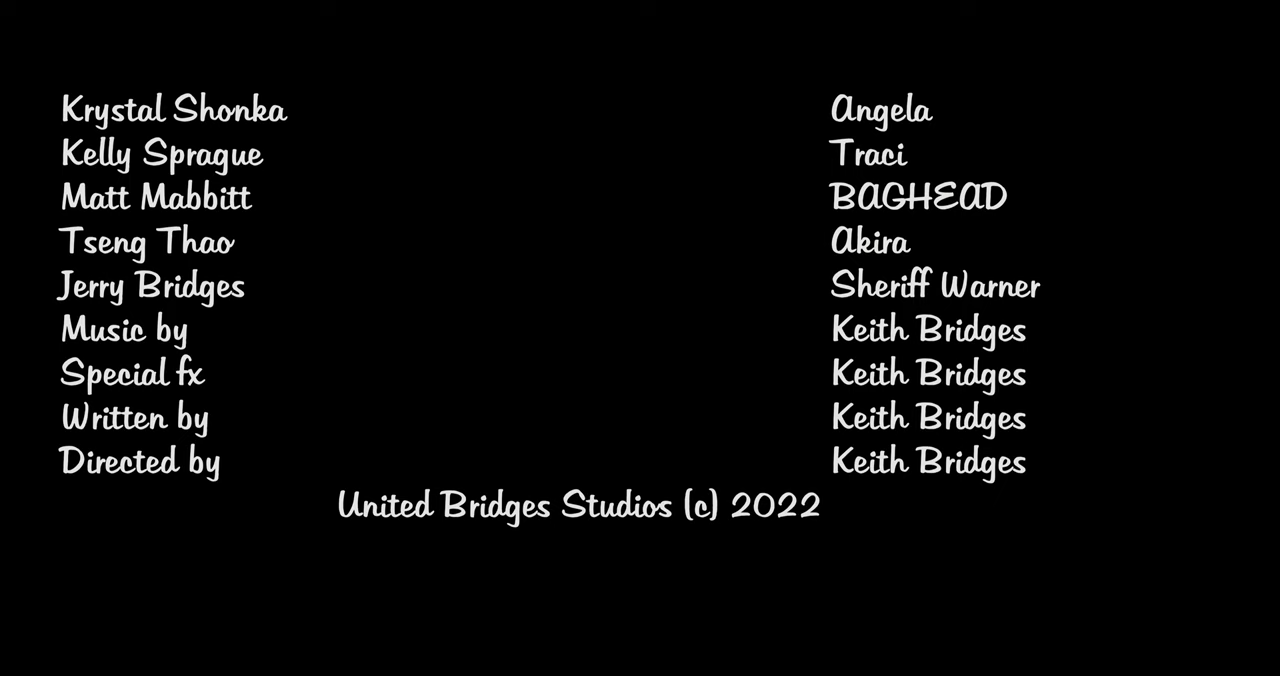 Krystal Shonka Angela
Kelly Sprague Traci
Matt Mabbitt BAGHEAD
Tseng Thao Akira
Jerry Bridges Sheriff Warner
Music by Keith Bridges
Special fx Keith Bridges
Written by Keith Bridges
Directed by Keith Bridges
United Bridges Studios (c) 2022